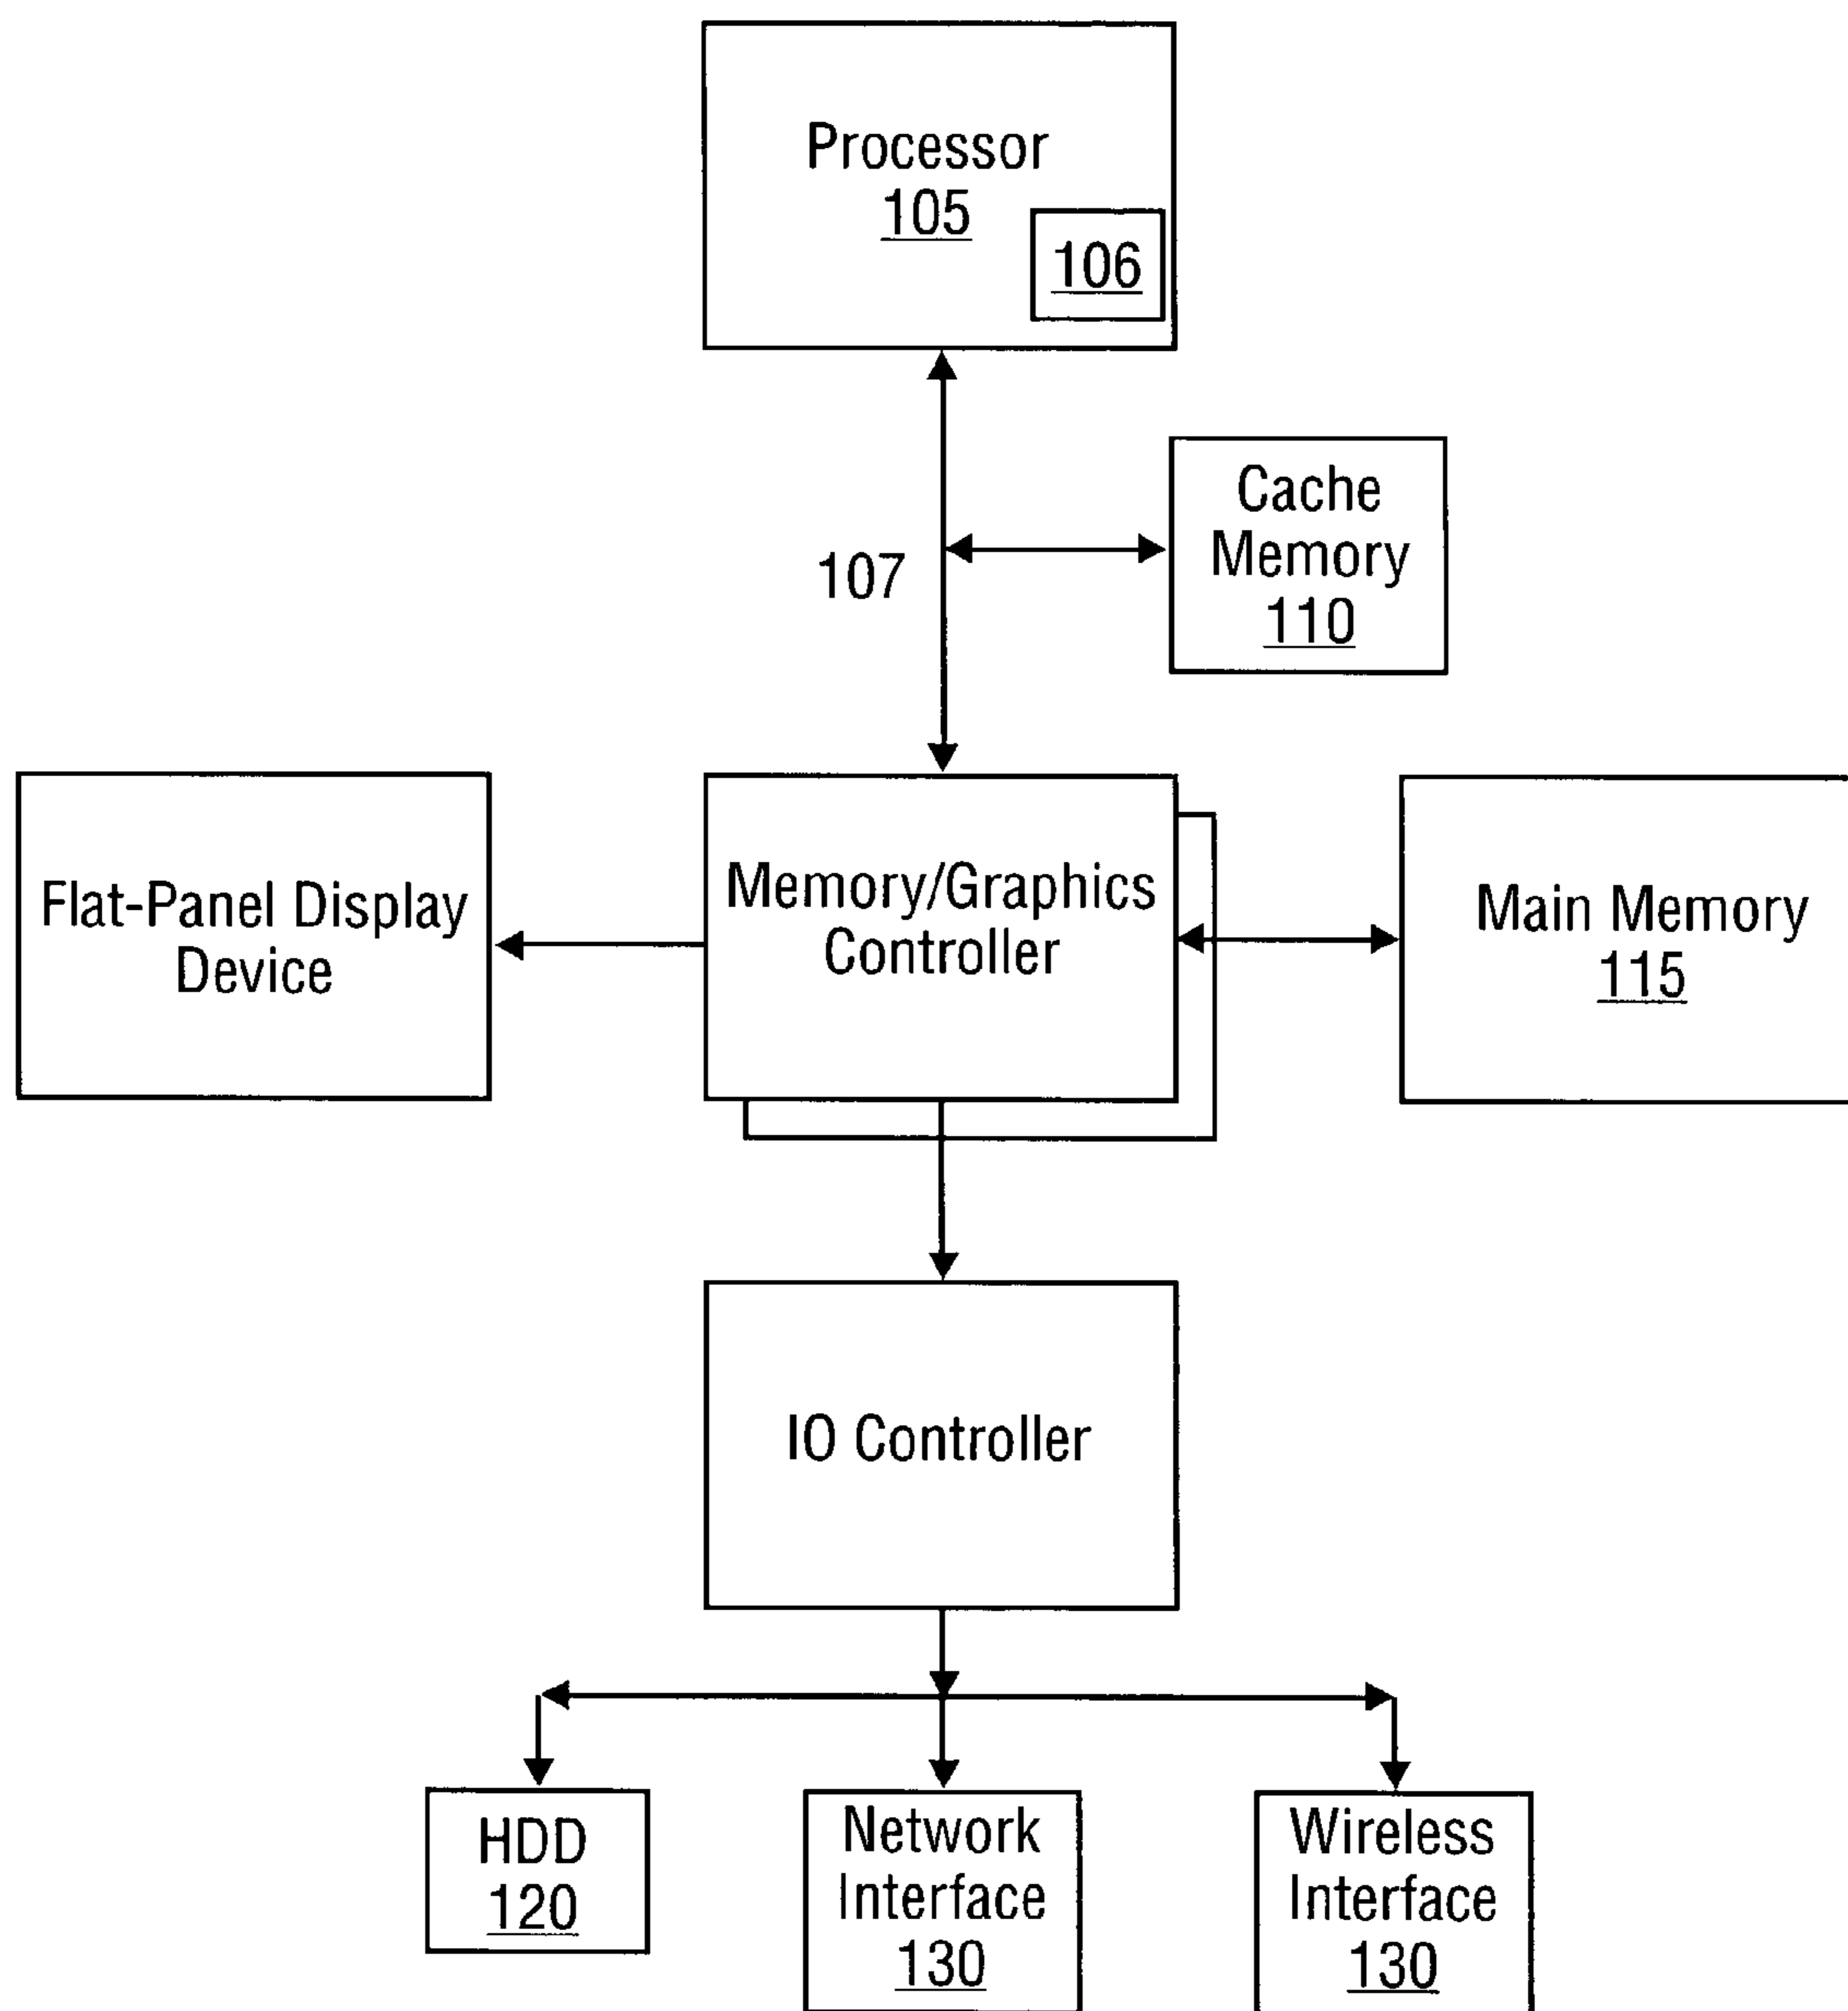 Processor
105
106
107
Cache
Memory
110
Flat-Panel Display
Device
Memory/Graphics
Controller
Main Memory
115
IO Controller
HDD
120
Network
Interface
130
Wireless
Interface
130